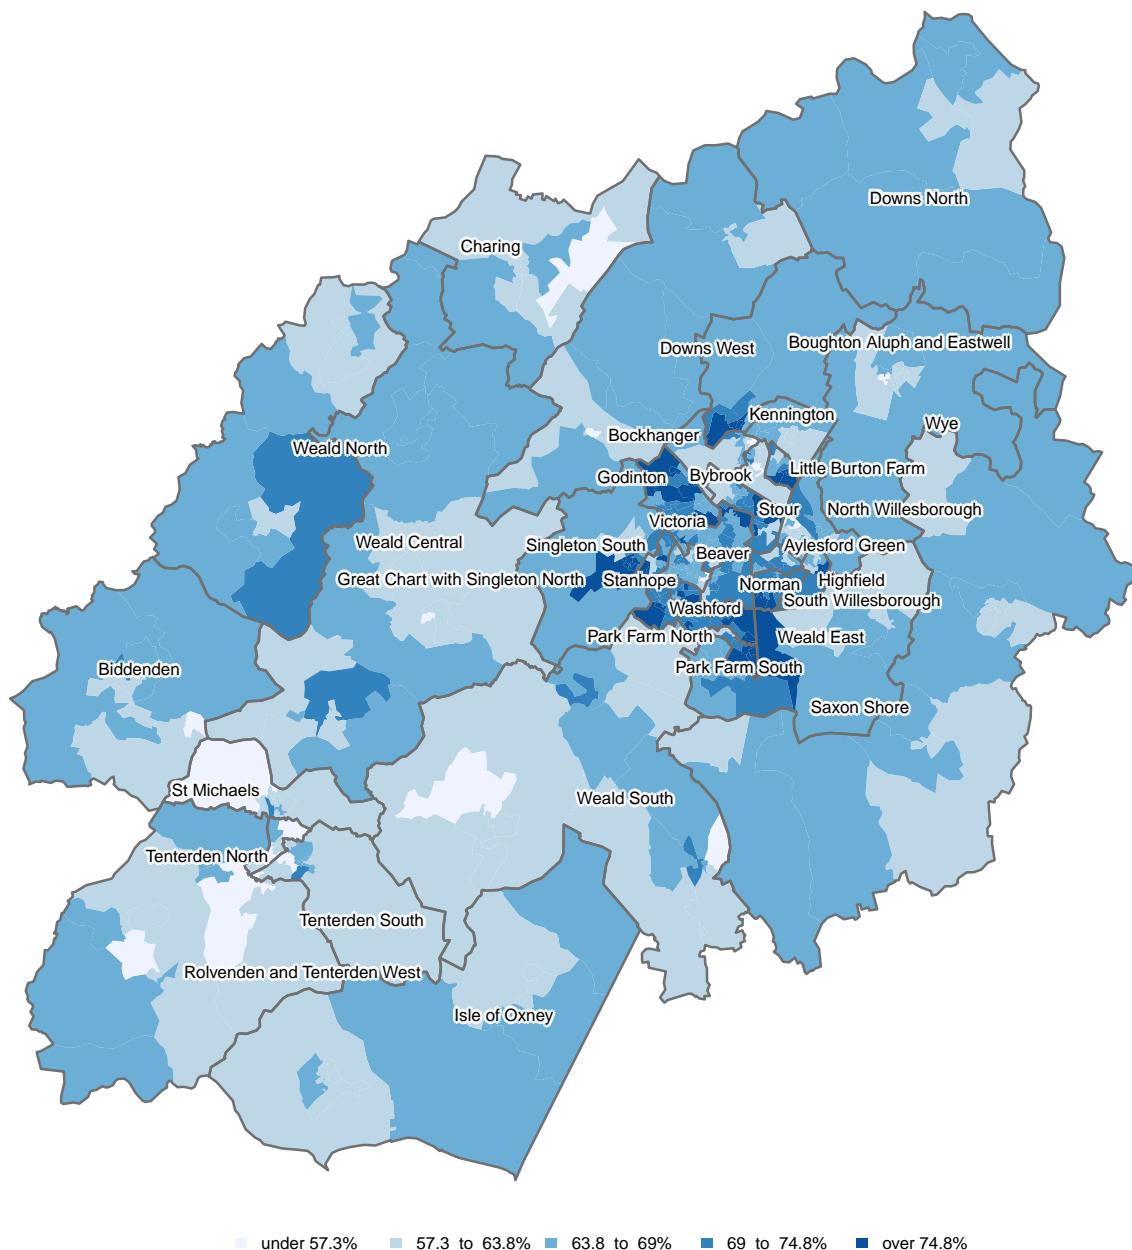 Downs North
Charing
Downs West
Boughton Aluph and Eastwell
Kennington
Wye
Bockhanger
Weald North
Little Burton Farm
Godinton
Bybrook
Stour
North Willesborough
Victoria
Weald Central
Singleton South
Beaver
Aylesford Green
Great Chart with Singleton North
Stanhope
Norman
Highfield
South Willesborough
Washford
Park Farm North
Weald East
Biddenden
Park Farm South
Saxon Shore
St Michaels
Weald South
Tenterden North
Tenterden South
Rolvenden and Tenterden West
Isle of Oxney
under 57.3% 57.3 to 63.8% 63.8 to 69% 69 to 74.8% over 74.8%